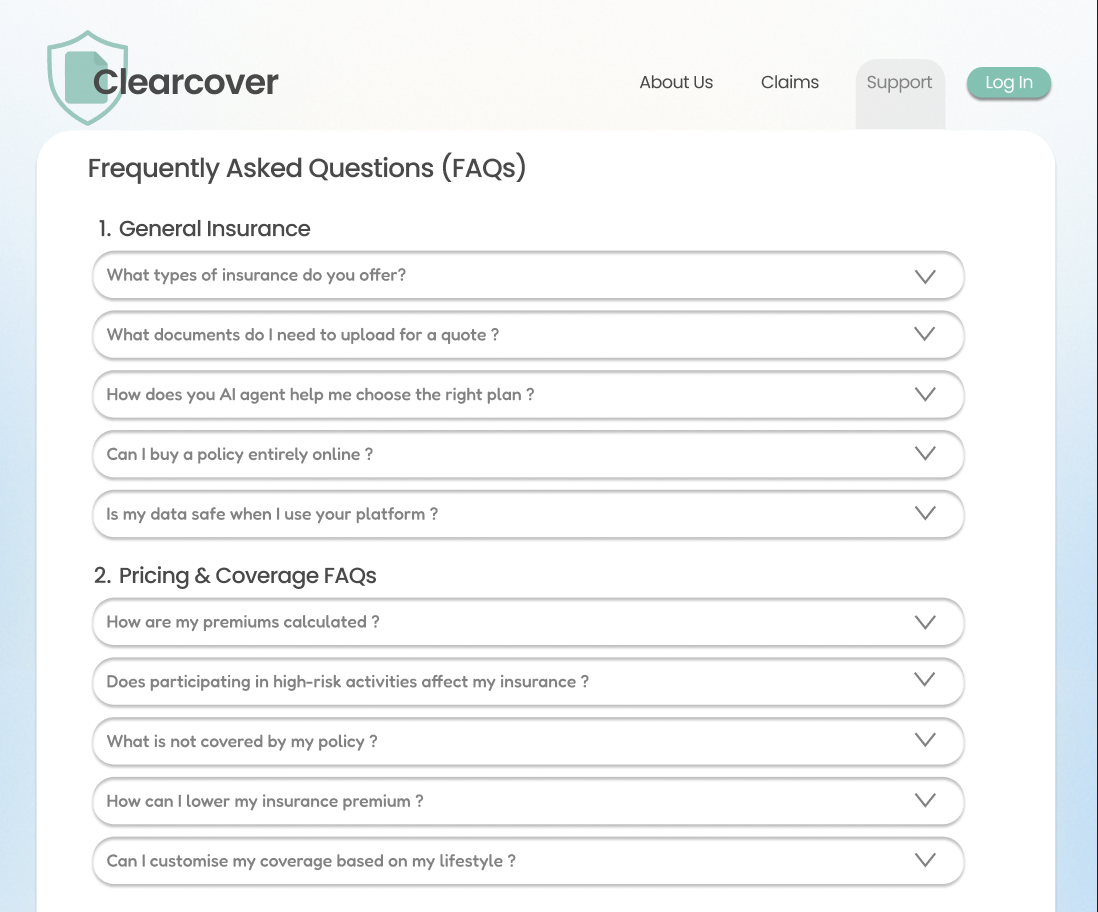 Clearcover
About Us
Claims
Support
Log In
Frequently Asked Questions (FAQs)
1. General Insurance
What types of insurance do you offer?
What documents do I need to upload for a quote ?
How does you AI agent help me choose the right plan ?
Can I buy a policy entirely online ?
Is my data safe when I use your platform ?
2. Pricing & Coverage FAQs
How are my premiums calculated ?
Does participating in high-risk activities affect my insurance ?
What is not covered by my policy ?
How can I lower my insurance premium ?
Can I customise my coverage based on my lifestyle ?